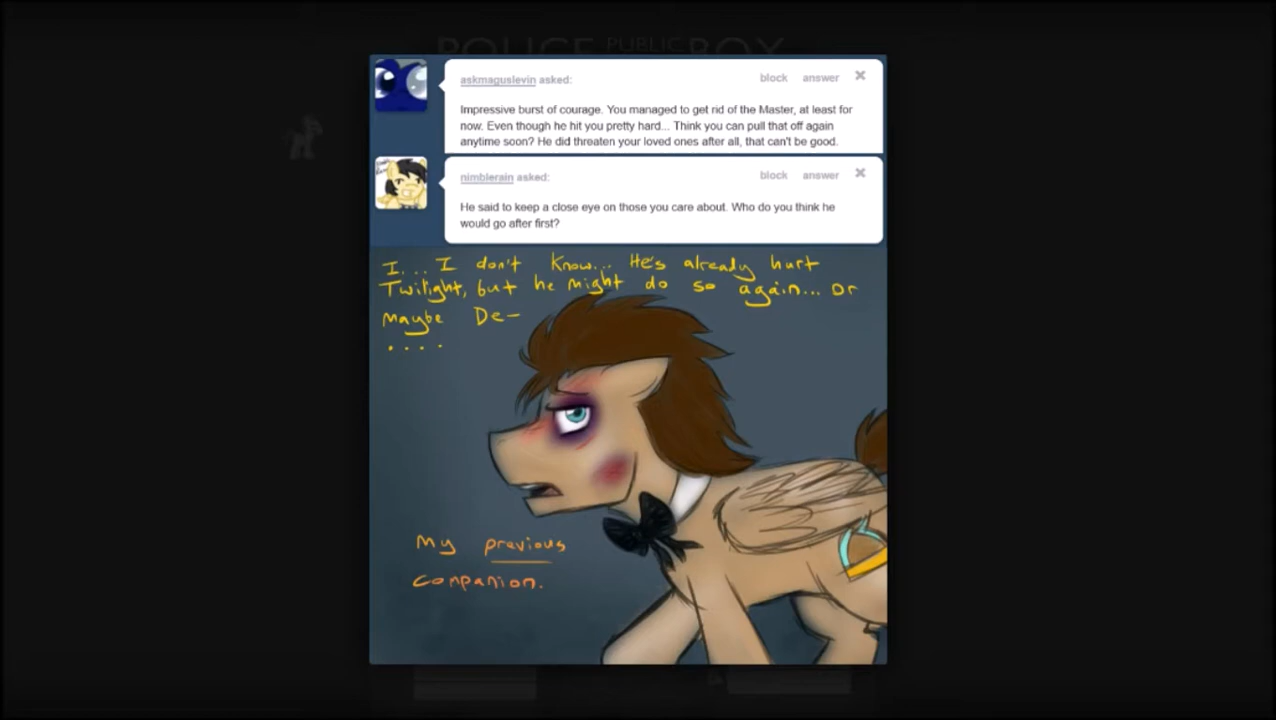 POLICE PUBLIC BOX
askmaguslevin asked:
block answer
Impressive burst of courage. You managed to get rid of the Master, at least for
now. Even though he hit you pretty hard... Think you can pull that off again
anytime soon? He did threaten your loved ones after all, that can't be good.
nimblerain asked:
block answer
He said to keep a close eye on those you care about. Who do you think he
would go after first?
I... I don't know... He's already hurt
Twilight, but he might do so again... Or
maybe De-
....
My previous
companion.